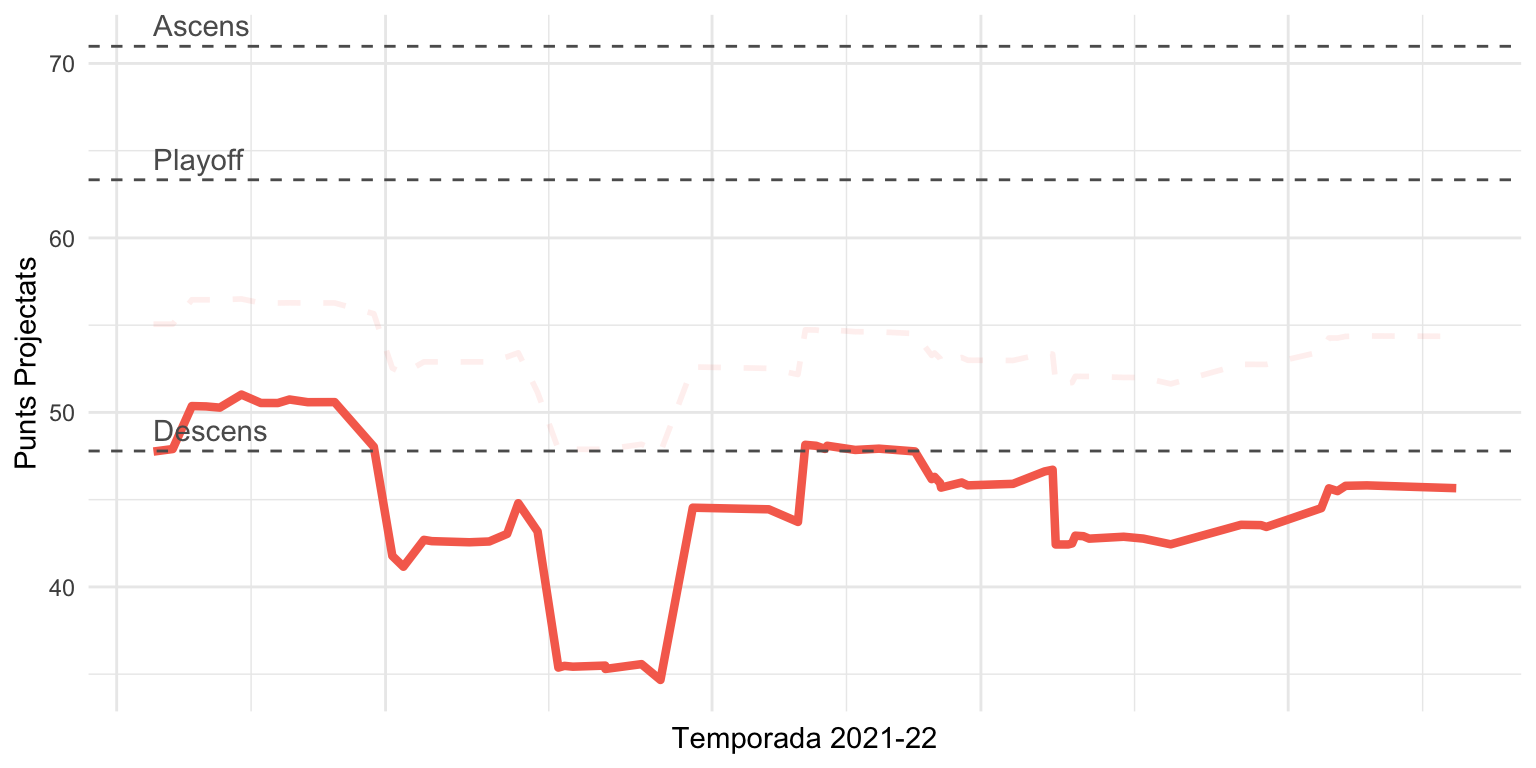 Ascens
70
Playoff
60
Punts Projectats
50
Descens
40
Temporada 2021-22